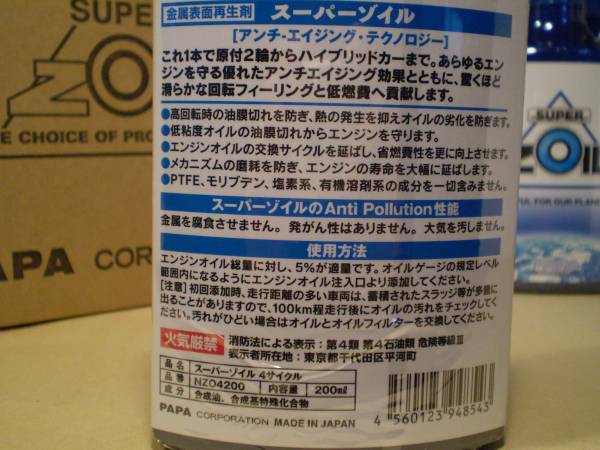 金属表面再生剤 スーパーゾイル
[アンチ-エイジング・テクノロジー]
これ1本で原付2輪からハイブリッドカーまで。あらゆるエン
ジンを守る優れたアンチエイジング効果とともに、驚くほど
滑らかな回転フィーリングと低燃費へ貢献します。
●高回転時の油膜切れを防ぎ、熱の発生を抑えオイルの劣化を防ぎます。
●低粘度オイルの油膜切れからエンジンを守ります。
●エンジンオイルの交換サイクルを延ばし、省燃費性を更に向上させます。
●メカニズムの磨耗を防ぎ、エンジンの寿命を大幅に延ばします。
●PTFE、モリブデン、塩素系、有機溶剤系の成分を一切含みません。
スーパーゾイルのAnti Pollution性能
金属を腐食させません。発がん性はありません。大気を汚しません。
使用方法
エンジンオイル総量に対し、5%が適量です。オイルゲージの規定レベル
範囲内になるようにエンジンオイル注入口より添加してください。
[注意]初回添加時、走行距離の多い車両は、蓄積されたスラッジ等が多量に
出ることがありますので、100km程走行後にオイルの汚れをチェックしてく
ださい。汚れがひどい場合はオイルとオイルフィルターを交換してください。
火気厳禁
消防法による表示:第4類 第4石油類 危険等級Ⅲ
表示者所在地:東京都千代田区平河町
品名 スーパーゾイル 4サイクル
品番 NZO4200 内容量 200mℓ
成分 合成油、合成基特殊化合物
PAPA CORPORATION MADE IN JAPAN
4 560123 948543
SUPER
ZO
E CHOICE OF PRO
PAPA CORPOR
SUPER
ZOIL
FUL FOR OUR PLAN